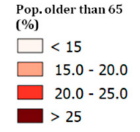 Pop. older than 65
(%)
< 15
15.0 - 20.0
20.0 - 25.0
> 25